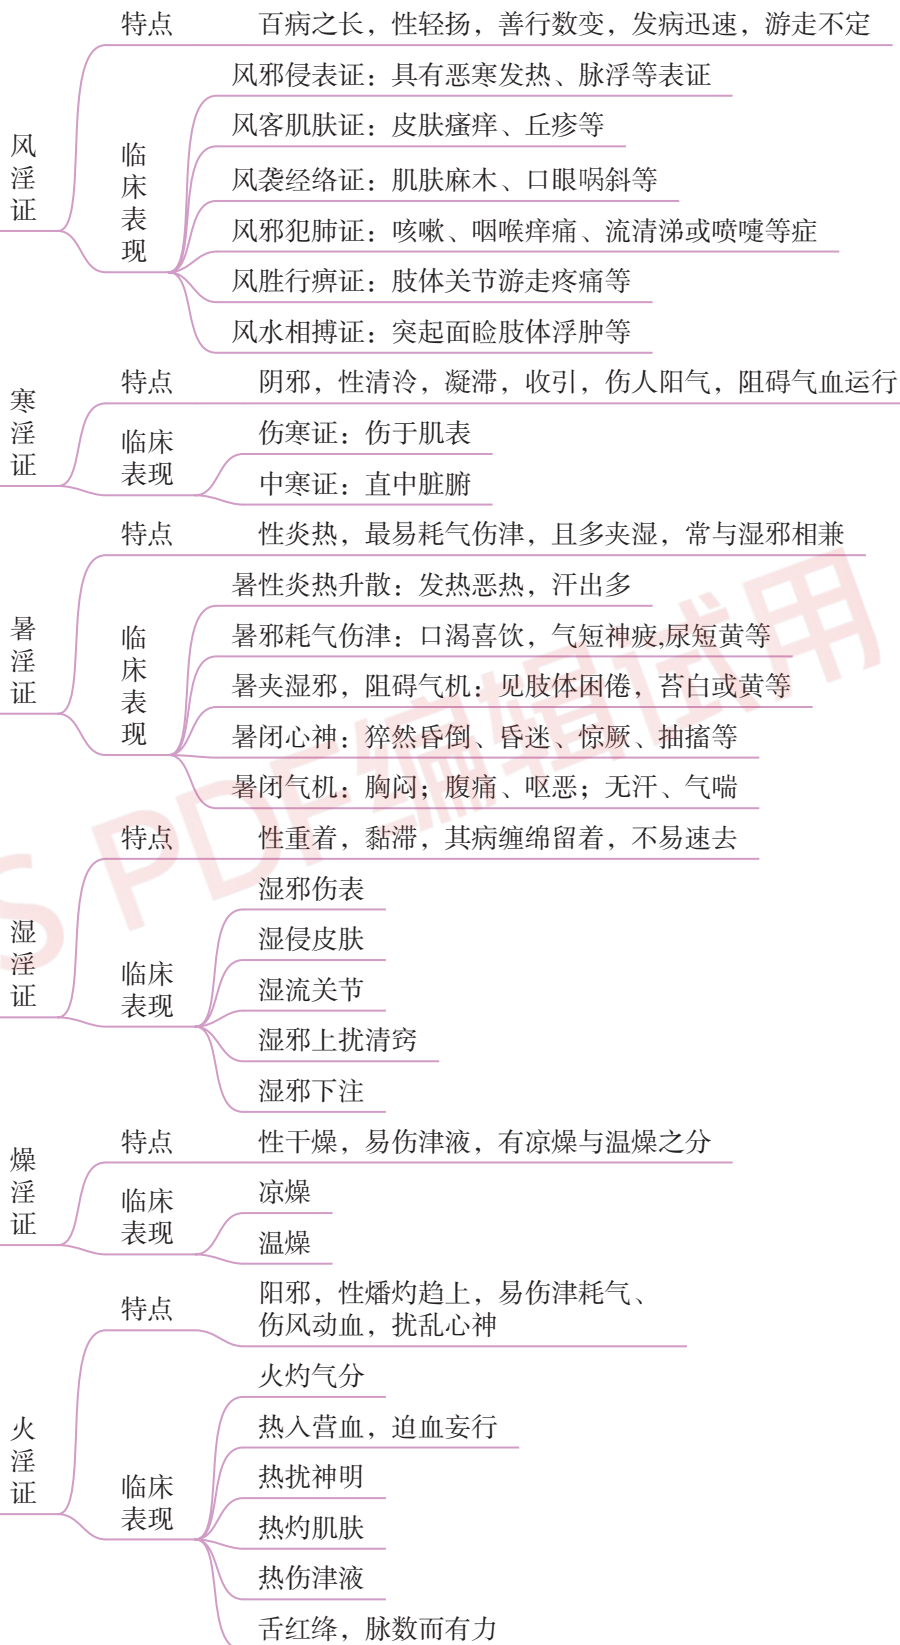 特点
百病之长，性轻扬，善行数变，发病迅速，游走不定
风淫证
临床表现
风邪侵表证：具有恶寒发热、脉浮等表证
风客肌肤证：皮肤瘙痒、丘疹等
风袭经络证：肌肤麻木、口眼㖞斜等
风邪犯肺证：咳嗽、咽喉痒痛、流清涕或喷嚏等症
风胜行痹证：肢体关节游走疼痛等
风水相搏证：突起面睑肢体浮肿等
寒淫证
特点
阴邪，性清泠，凝滞，收引，伤人阳气，阻碍气血运行
临床
表现
伤寒证：伤于肌表
中寒证：直中脏腑
暑淫证
特点
性炎热，最易耗气伤津，且多夹湿，常与湿邪相兼
临床表现
暑性炎热升散：发热恶热，汗出多
暑邪耗气伤津：口渴喜饮，气短神疲,尿短黄等
暑夹湿邪，阻碍气机：见肢体困倦，苔白或黄等
暑闭心神：猝然昏倒、昏迷、惊厥、抽搐等
暑闭气机：胸闷；腹痛、呕恶；无汗、气喘
湿淫证
特点
性重着，黏滞，其病缠绵留着，不易速去
临床
表现
湿邪伤表
湿侵皮肤
湿流关节
湿邪上扰清窍
湿邪下注
燥淫证
特点
性干燥，易伤津液，有凉燥与温燥之分
临床
表现
凉燥
温燥
火淫证
特点
阳邪，性燔灼趋上，易伤津耗气、
伤风动血，扰乱心神
临床
表现
火灼气分
热入营血，迫血妄行
热扰神明
热灼肌肤
热伤津液
舌红绛，脉数而有力
S PDF编辑试用